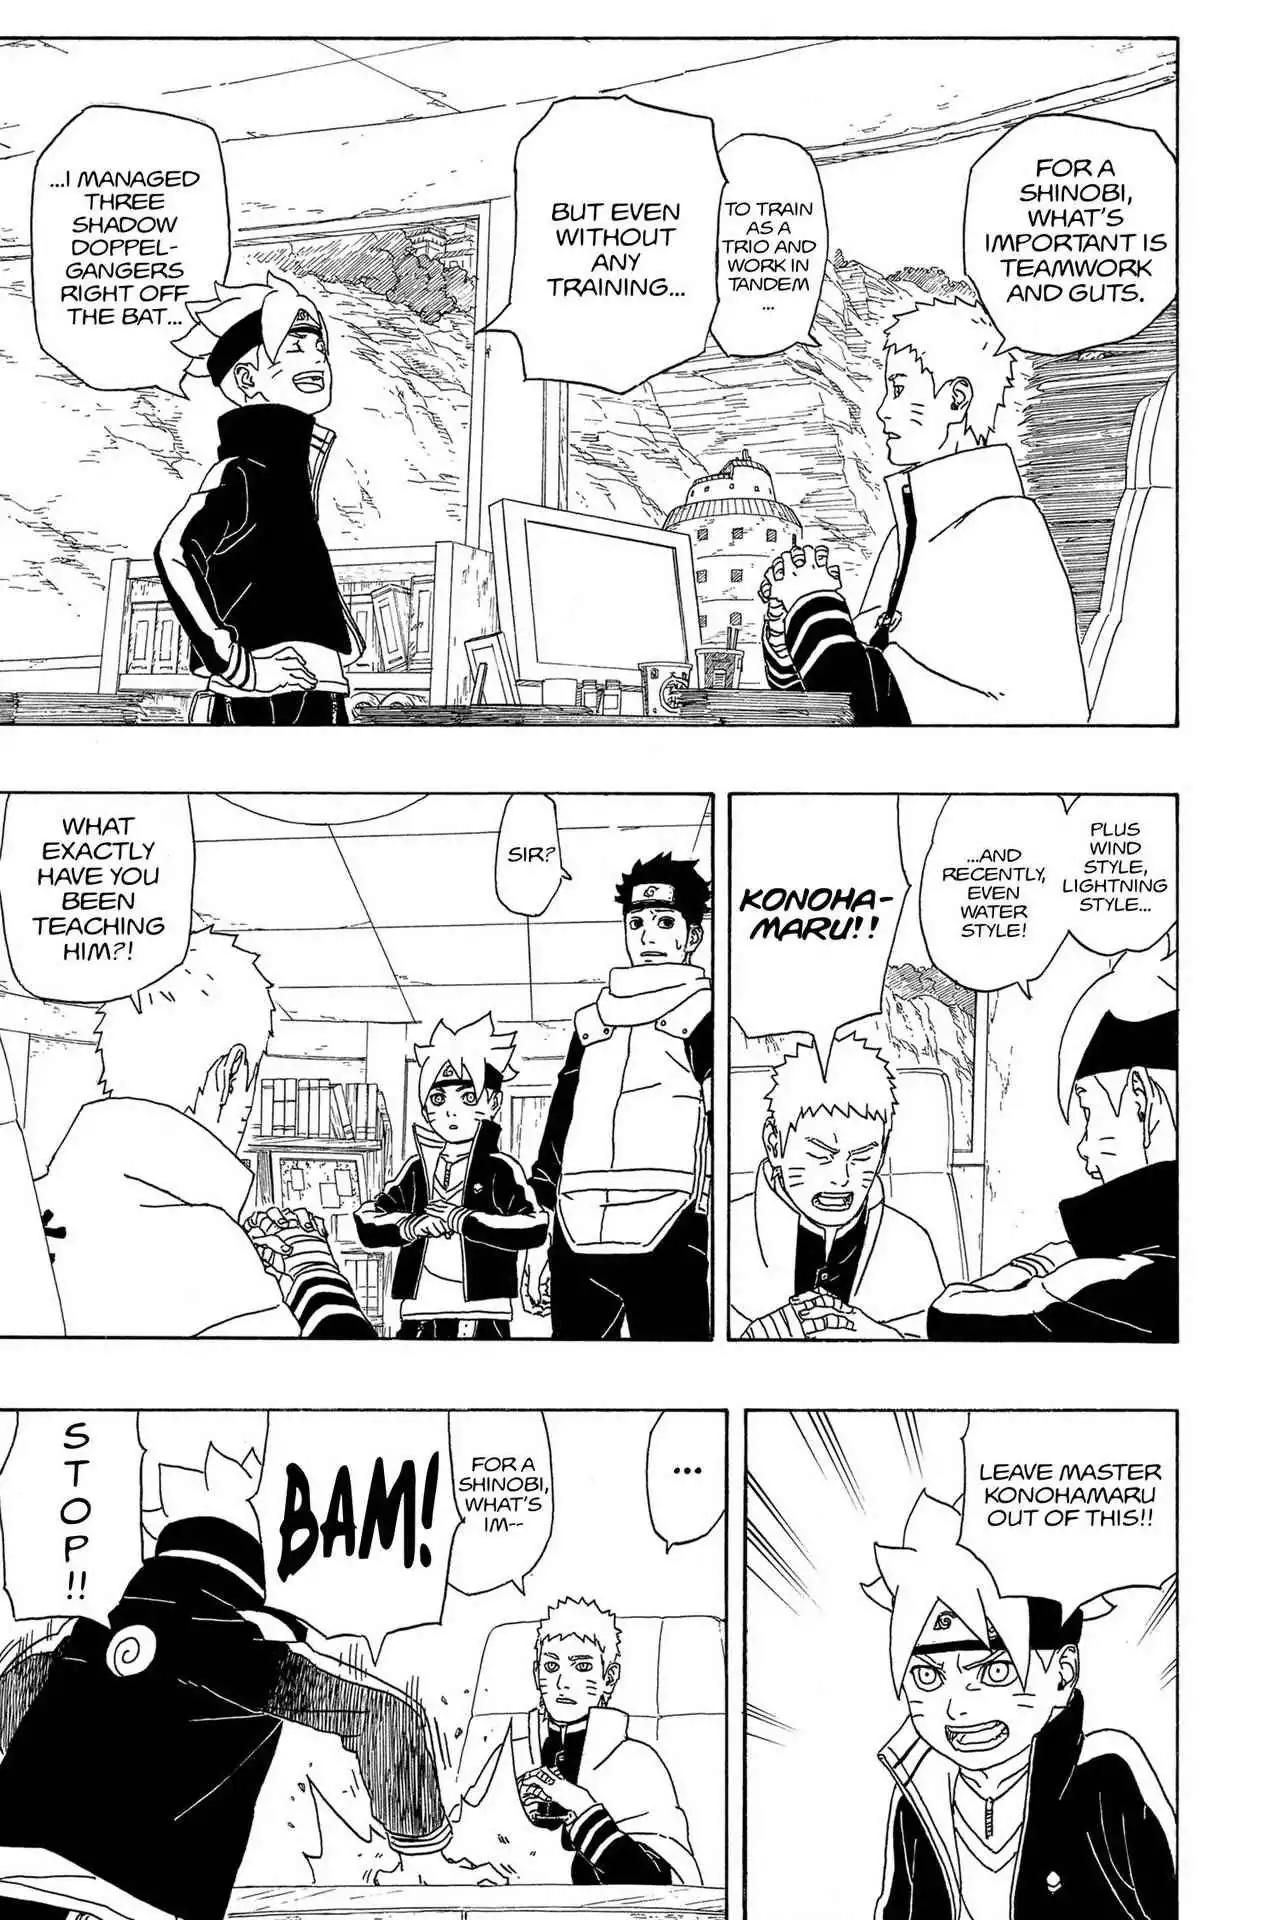 FOR A
SHINOBI,
WHAT'S
IMPORTANT IS
TEAMWORK
AND GUTS.
TO TRAIN
AS A
TRIO AND
WORK IN
TANDEM
...
BUT EVEN
WITHOUT
ANY
TRAINING...
...I MANAGED
THREE
SHADOW
DOPPEL-
GANGERS
RIGHT OFF
THE BAT...
PLUS
WIND
STYLE,
LIGHTNING
STYLE...
...AND
RECENTLY,
EVEN
WATER
STYLE!
KONOHA-
MARU!!
SIR?
WHAT
EXACTLY
HAVE YOU
BEEN
TEACHING
HIM?!
LEAVE MASTER
KONOHAMARU
OUT OF THIS!!
...
FOR A
SHINOBI,
WHAT'S
IM--
BAM!
STOP!!